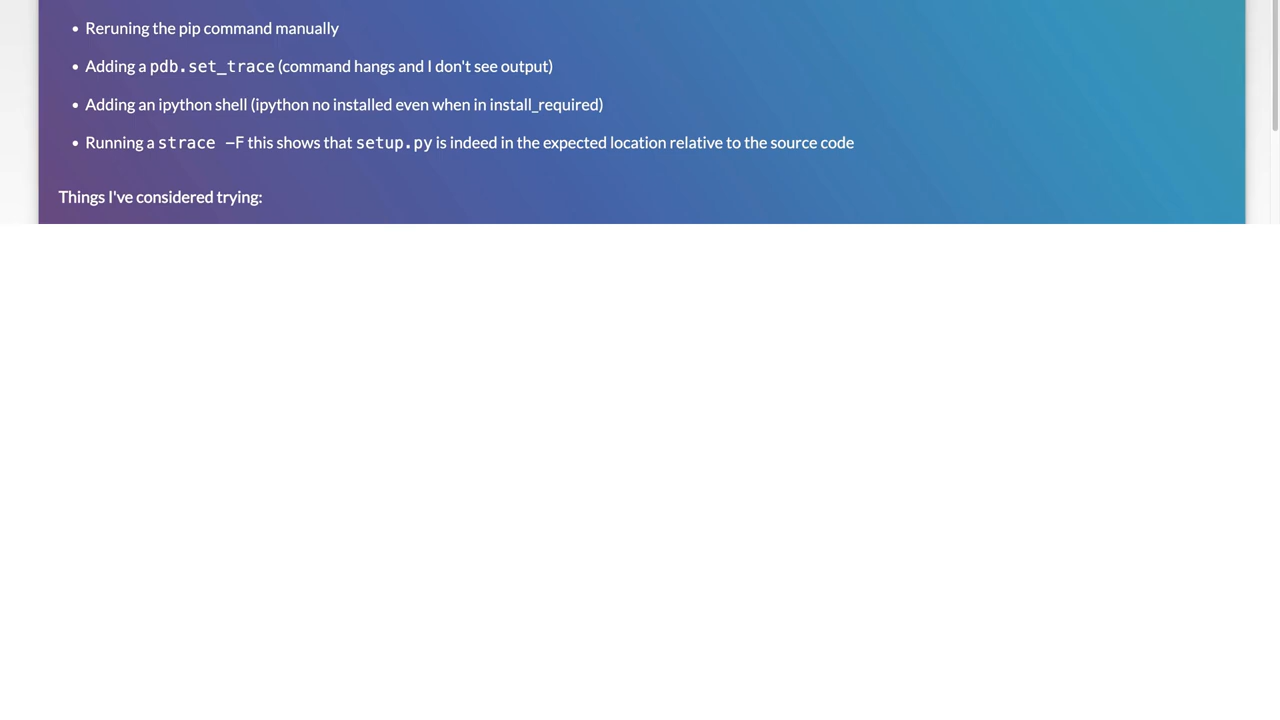 • Reruning the pip command manually
• Adding a pdb.set_trace (command hangs and I don't see output)
• Adding an ipython shell (ipython no installed even when in install_required)
• Running a strace -F this shows that setup.py is indeed in the expected location relative to the source code
Things I've considered trying: